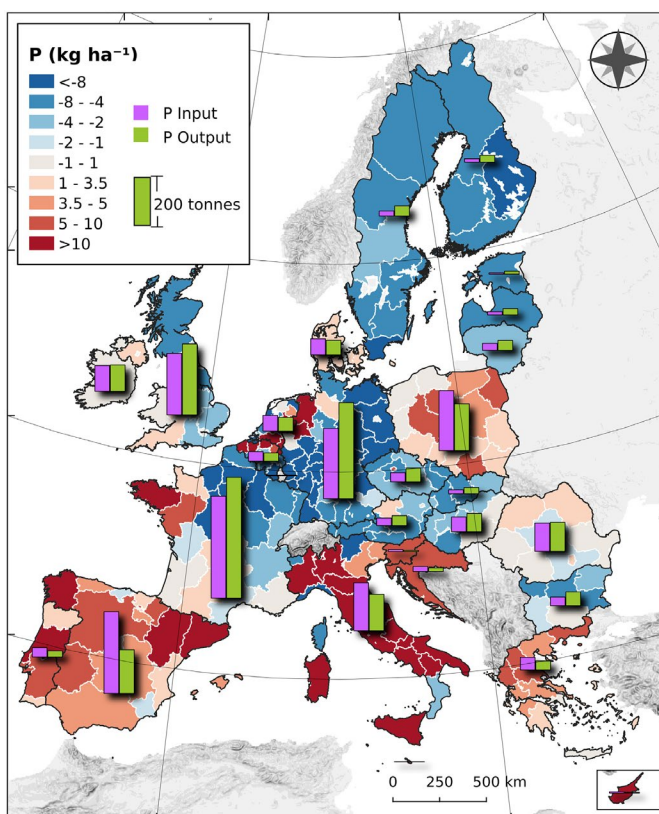 P (kg ha⁻¹)
<-8
-8 - -4
-4 - -2
-2 - -1
-1 - 1
1 - 3.5
3.5 - 5
5 - 10
>10
P Input
P Output
200 tonnes
0 250 500 km